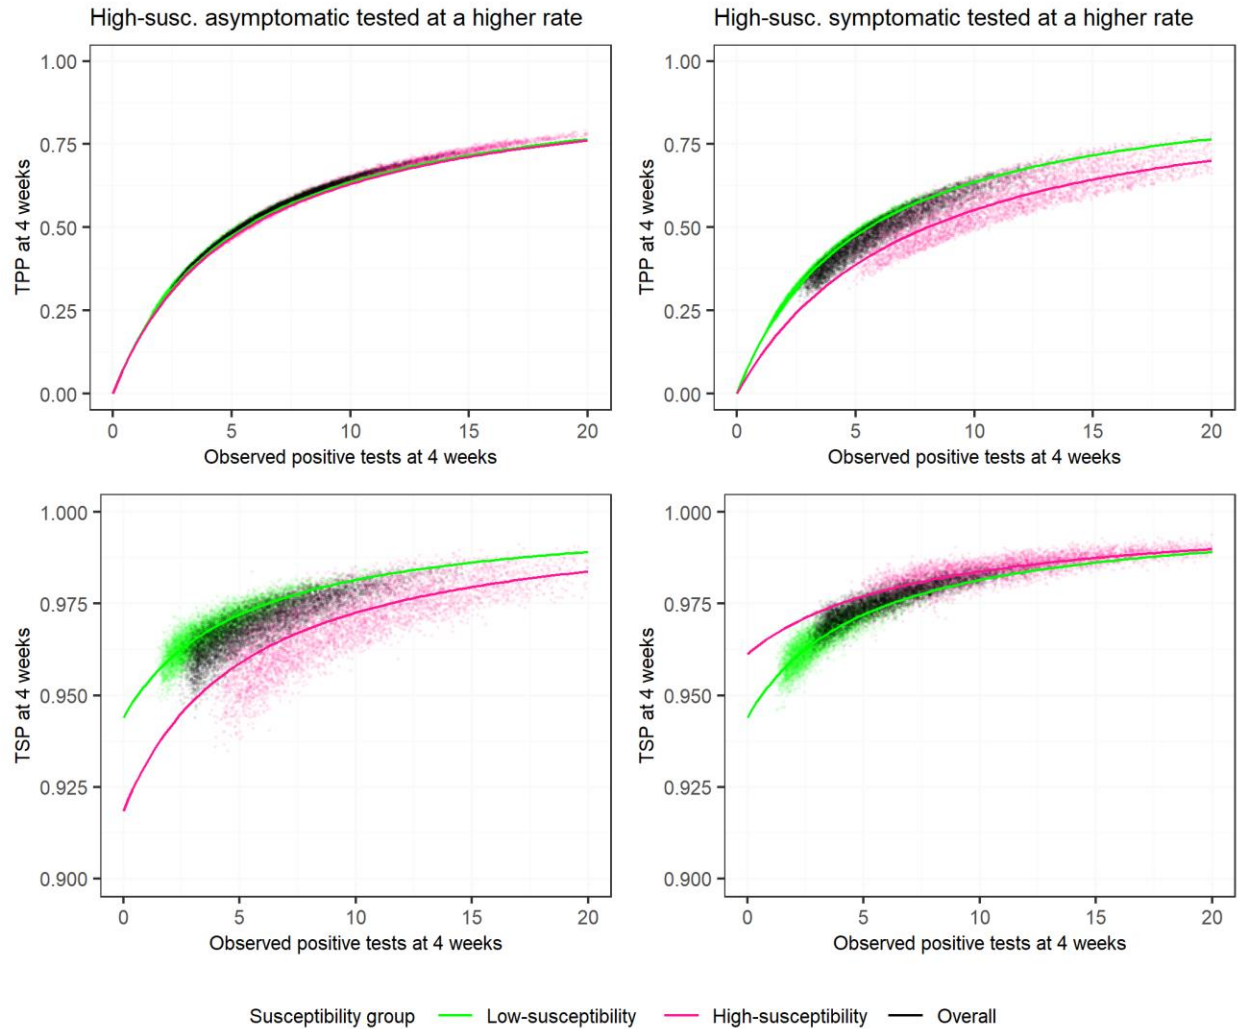 High-susc. asymptomatic tested at a higher rate
High-susc. symptomatic tested at a higher rate
1.00
0.75
0.50
0.25
0.00
TPP at 4 weeks
0 5 10 15 20
Observed positive tests at 4 weeks
1.00
0.75
0.50
0.25
0.00
TPP at 4 weeks
0 5 10 15 20
Observed positive tests at 4 weeks
1.000
0.975
0.950
0.925
0.900
TSP at 4 weeks
0 5 10 15 20
Observed positive tests at 4 weeks
1.000
0.975
0.950
0.925
0.900
TSP at 4 weeks
0 5 10 15 20
Observed positive tests at 4 weeks
Susceptibility group Low-susceptibility High-susceptibility Overall